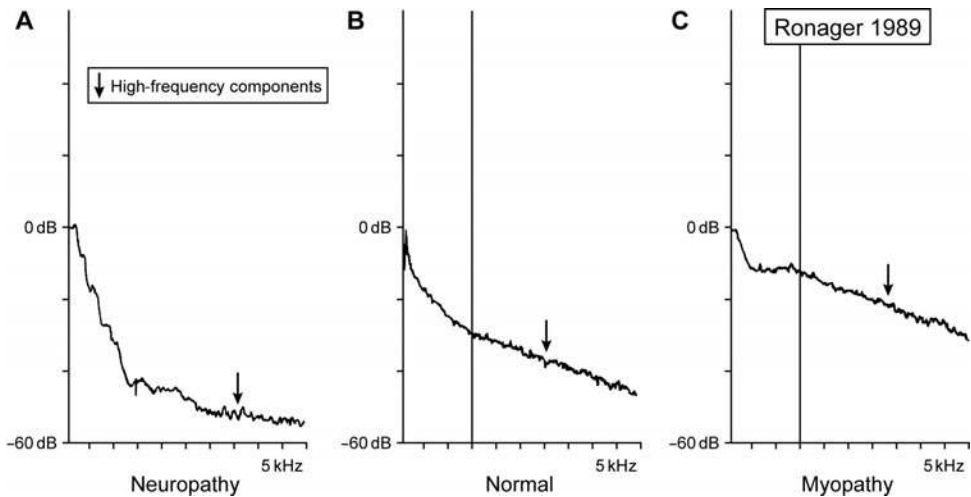 A
B
C
Ronager 1989
High-frequency components
0 dB
0 dB
0 dB
–60 dB
–60 dB
–60 dB
5 kHz
5 kHz
5 kHz
Neuropathy
Normal
Myopathy